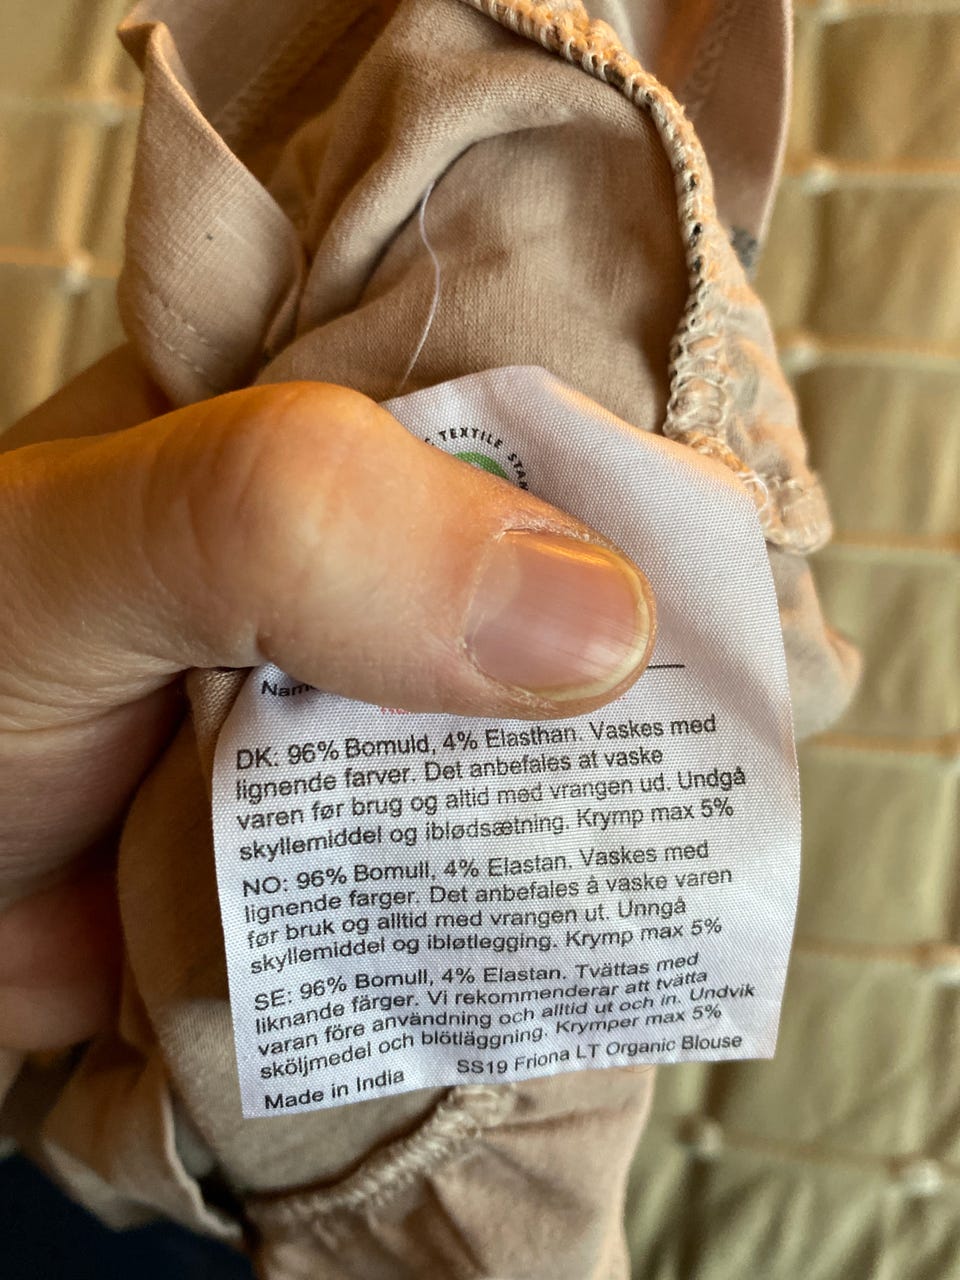 TEXTILE
DK: 96% Bomuld, 4% Elasthan. Vaskes med
lignende farver. Det anbefales at vaske
varen før brug og altid med vrangen ud. Undgå
skyllemiddel og iblødsætning. Krymp max 5%
NO: 96% Bomull, 4% Elastan. Vaskes med
lignende farger. Det anbefales å vaske varen
før bruk og alltid med vrangen ut. Unngå
skyllemiddel og ibløtlegging. Krymp max 5%
SE: 96% Bomull, 4% Elastan. Tvättas med
liknande färger. Vi rekommenderar att tvätta
varan före användning och alltid ut och in. Undvik
sköljmedel och blötläggning. Krymper max 5%
Made in India SS19 Friona LT Organic Blouse